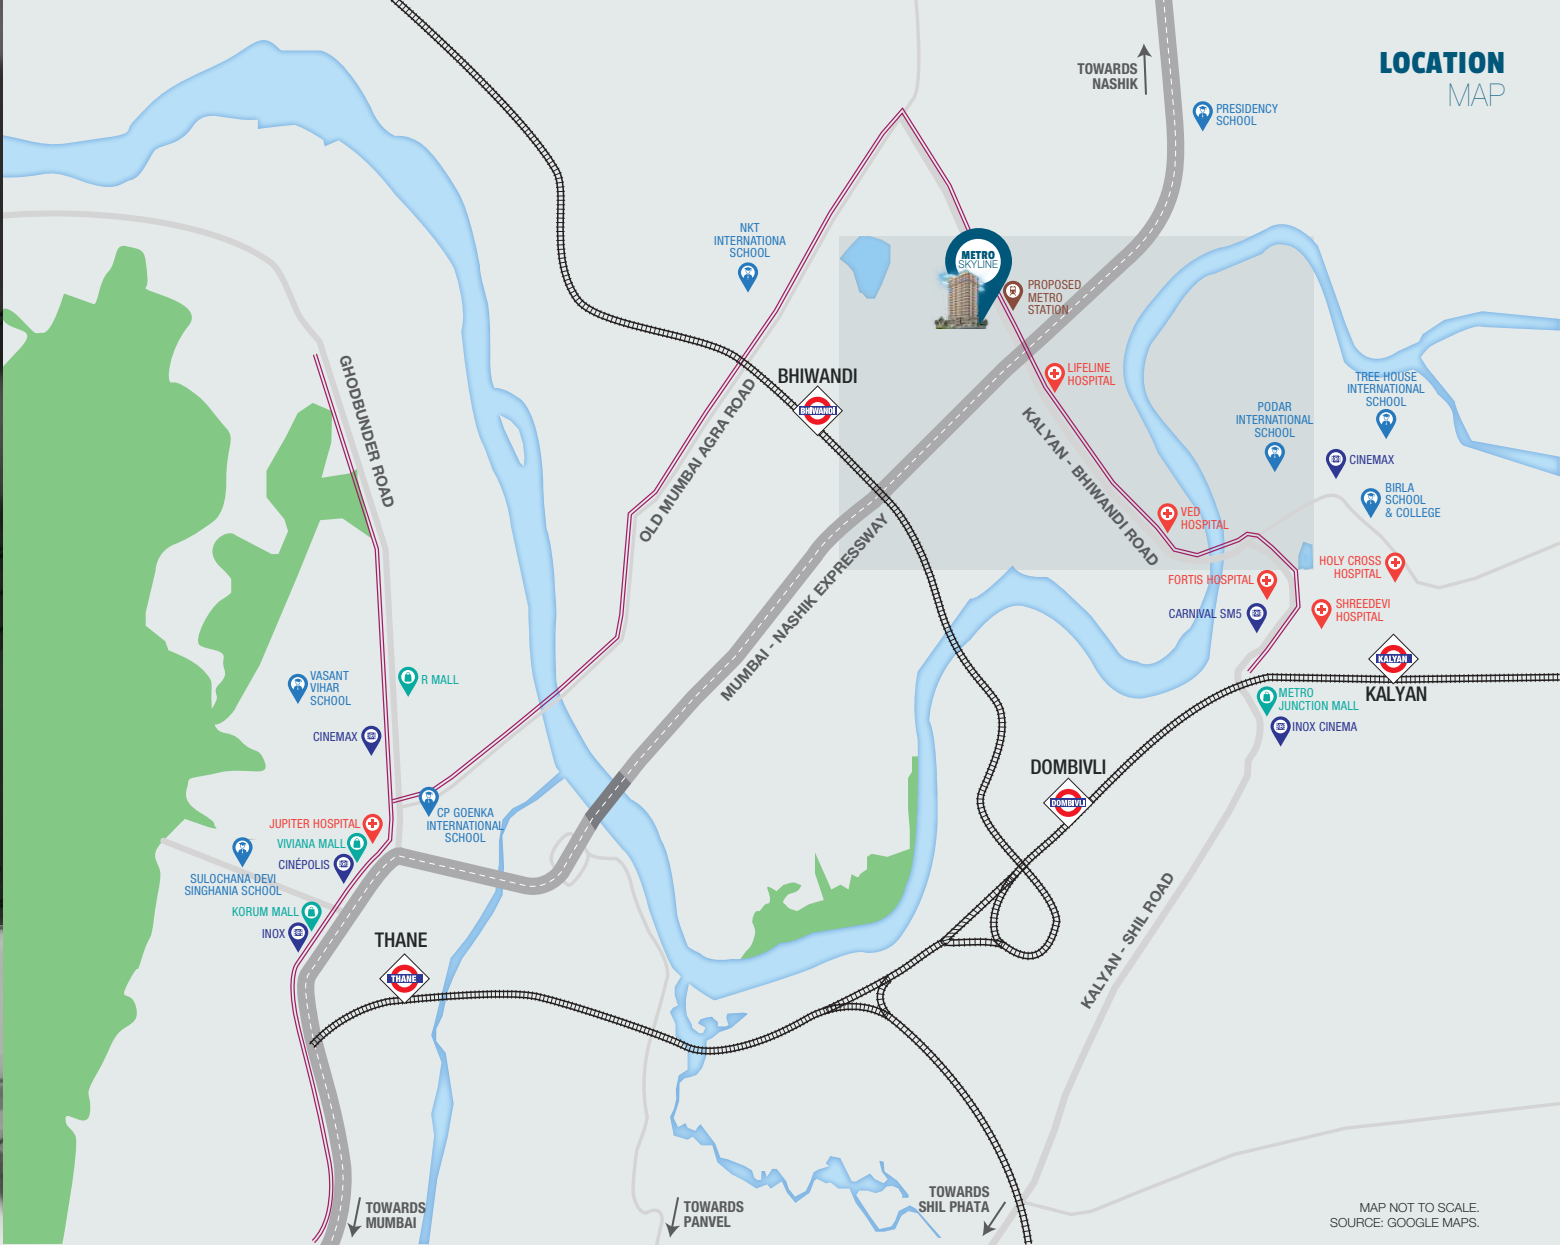 LOCATION
MAP
TOWARDS
NASHIK
PRESIDENCY
SCHOOL
NKT
INTERNATIONA
SCHOOL
METRO
SKYLINE
PROPOSED
METRO
STATION
GHODBUNDER ROAD
OLD MUMBAI AGRA ROAD
BHIWANDI
BHIWANDI
LIFELINE
HOSPITAL
KALYAN - BHIWANDI ROAD
TREE HOUSE
INTERNATIONAL
SCHOOL
PODAR
INTERNATIONAL
SCHOOL
CINEMAX
BIRLA
SCHOOL
& COLLEGE
VED
HOSPITAL
MUMBAI - NASHIK EXPRESSWAY
HOLY CROSS
HOSPITAL
FORTIS HOSPITAL
CARNIVAL SM5
SHREEDEVI
HOSPITAL
KALYAN
KALYAN
METRO
JUNCTION MALL
INOX CINEMA
VASANT
VIHAR
SCHOOL
R MALL
CINEMAX
DOMBIVLI
DOMBIVLI
CP GOENKA
INTERNATIONAL
SCHOOL
JUPITER HOSPITAL
VIVIANA MALL
CINÉPOLIS
SULOCHANA DEVI
SINGHANIA SCHOOL
KORUM MALL
INOX
THANE
THANE
KALYAN - SHIL ROAD
TOWARDS
MUMBAI
TOWARDS
PANVEL
TOWARDS
SHIL PHATA
MAP NOT TO SCALE.
SOURCE: GOOGLE MAPS.